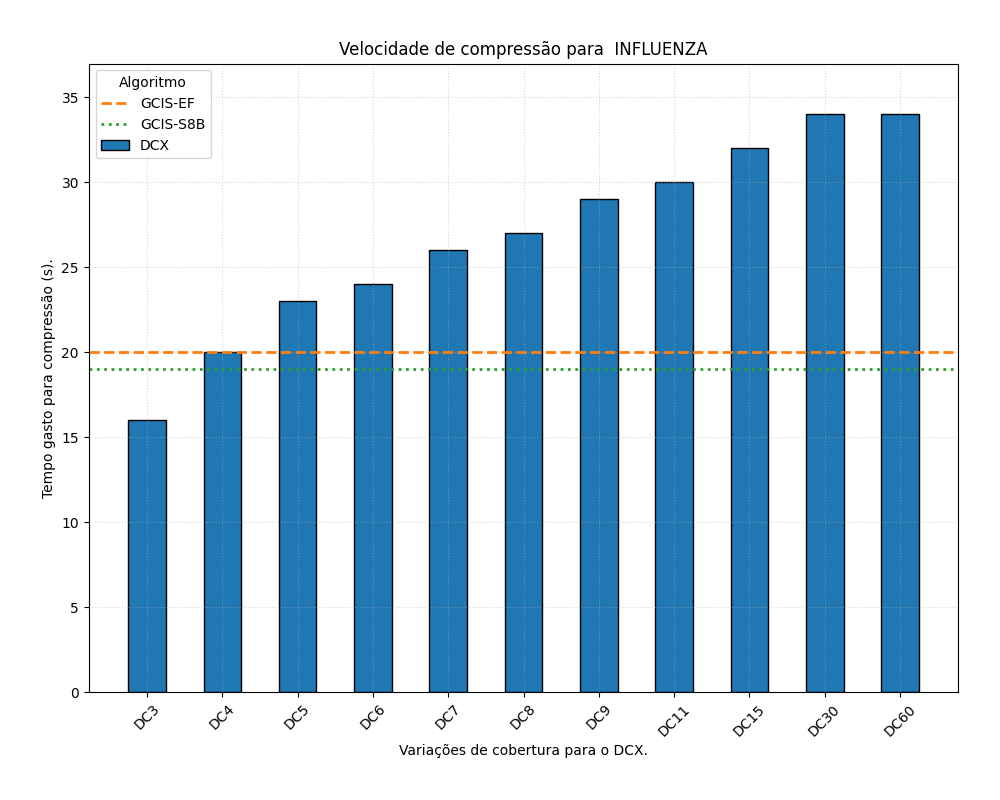 Velocidade de compressão para  INFLUENZA
Algoritmo
GCIS-EF
GCIS-S8B
DCX
Tempo gasto para compressão (s).
35
30
25
20
15
10
5
0
DC3
DC4
DC5
DC6
DC7
DC8
DC9
DC11
DC15
DC30
DC60
Variações de cobertura para o DCX.